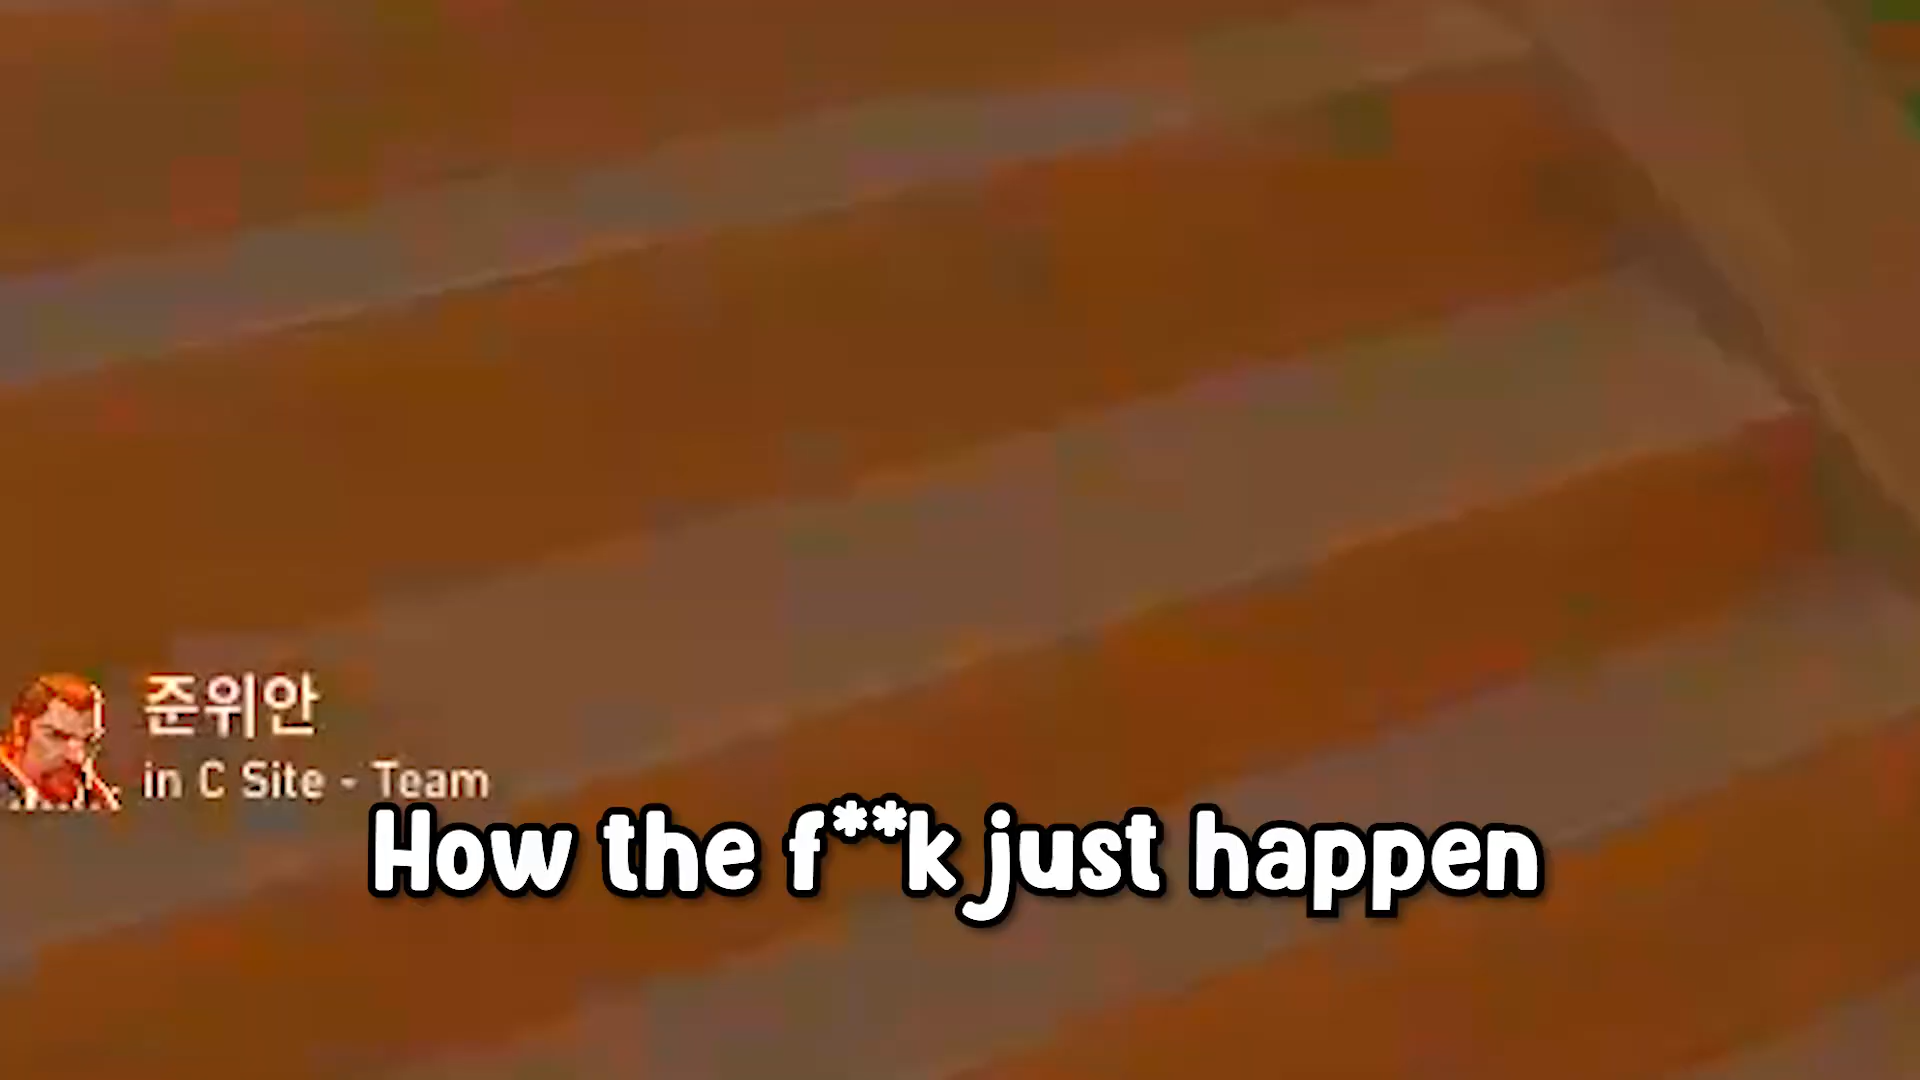 준위안
in C Site - Team
How the f**k just happen